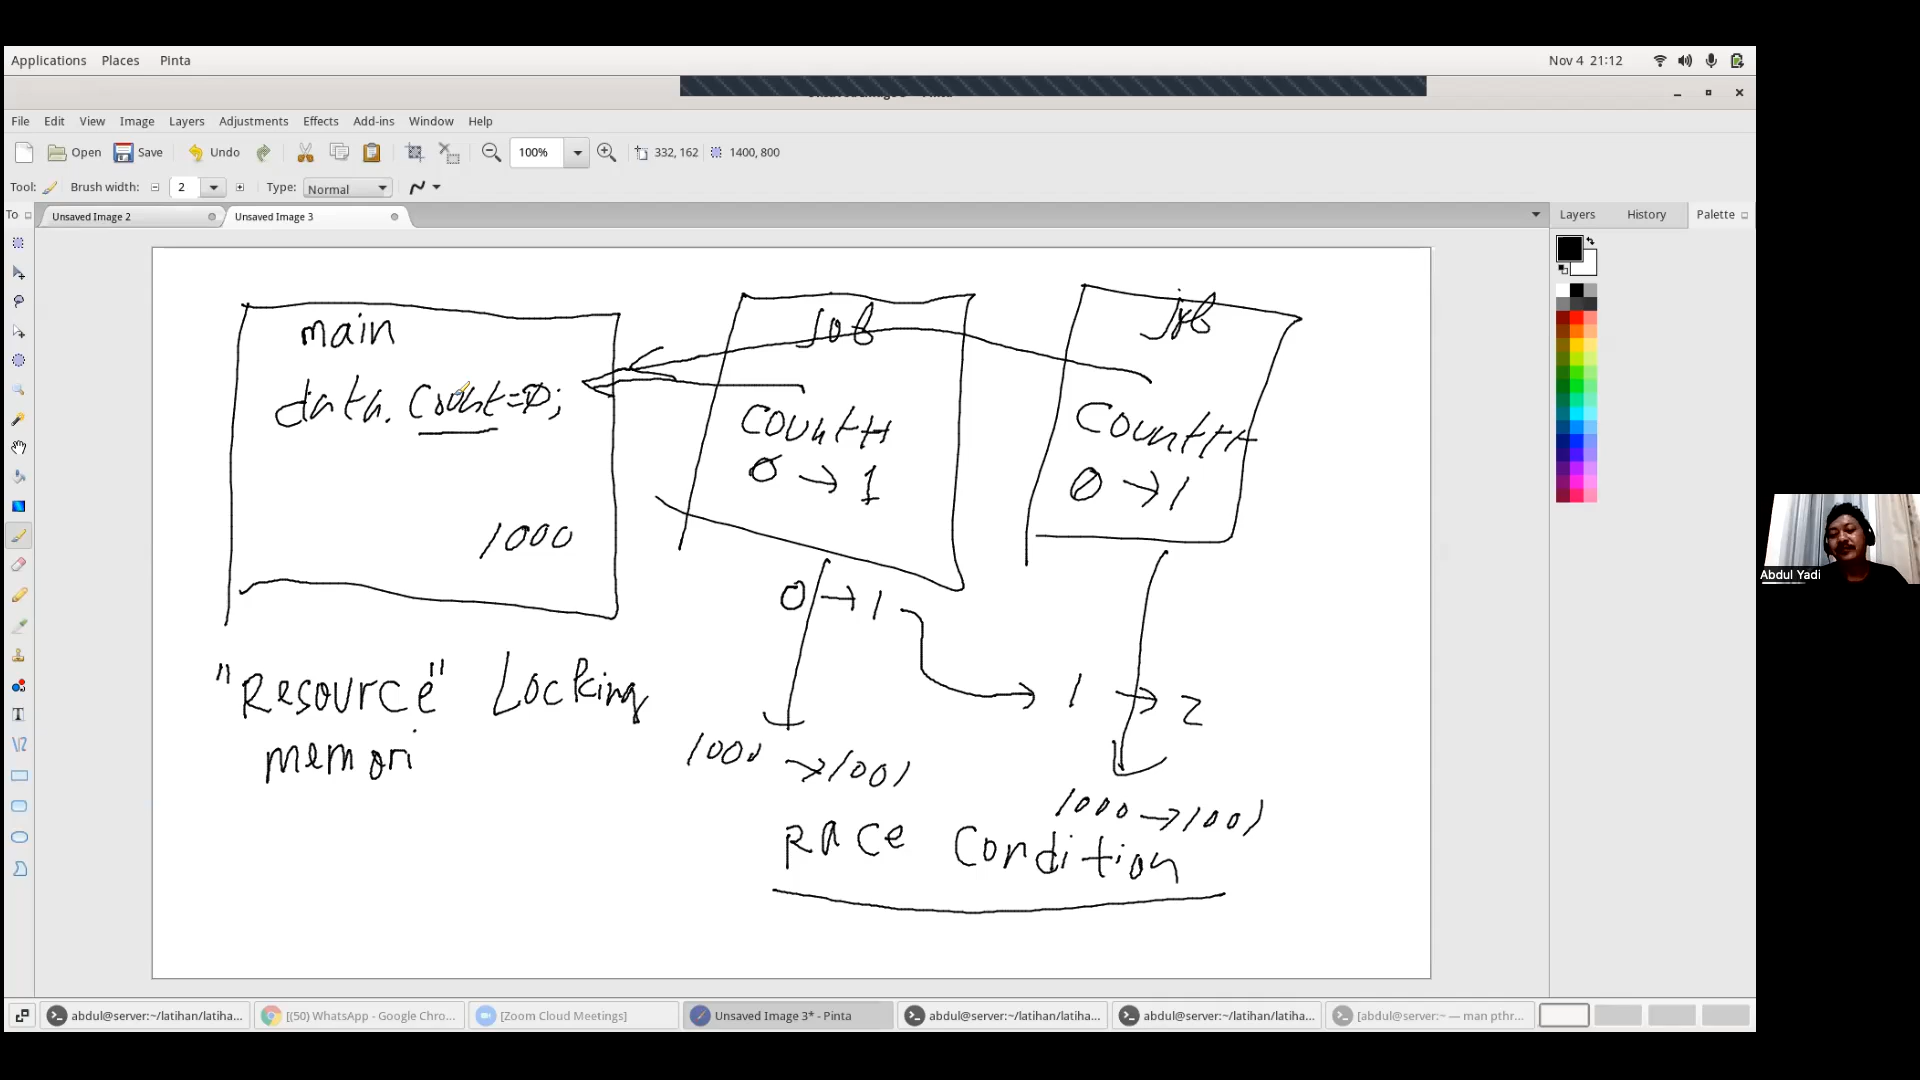 Applications Places Pinta
Nov 4 21:12
File Edit View Image Layers Adjustments Effects Add-ins Window Help
Open Save Undo 100% 332, 162 1400, 800
Tool: Brush width: 2 Type: Normal
To Unsaved Image 2 Unsaved Image 3 Layers History Palette
main
data.Count=0;
1000
job
Count++
0 → 1
job
Count++
0 → 1
0 → 1
1 → 2
1000 → 1001
1000 → 1001
"Resource" Locking
memori
RACE Condition
Abdul Yadi
abdul@server:~/latihan/latiha... [(50) WhatsApp - Google Chro... [Zoom Cloud Meetings] Unsaved Image 3* - Pinta abdul@server:~/latihan/latiha... abdul@server:~/latihan/latiha... [abdul@server:~ — man pthr...